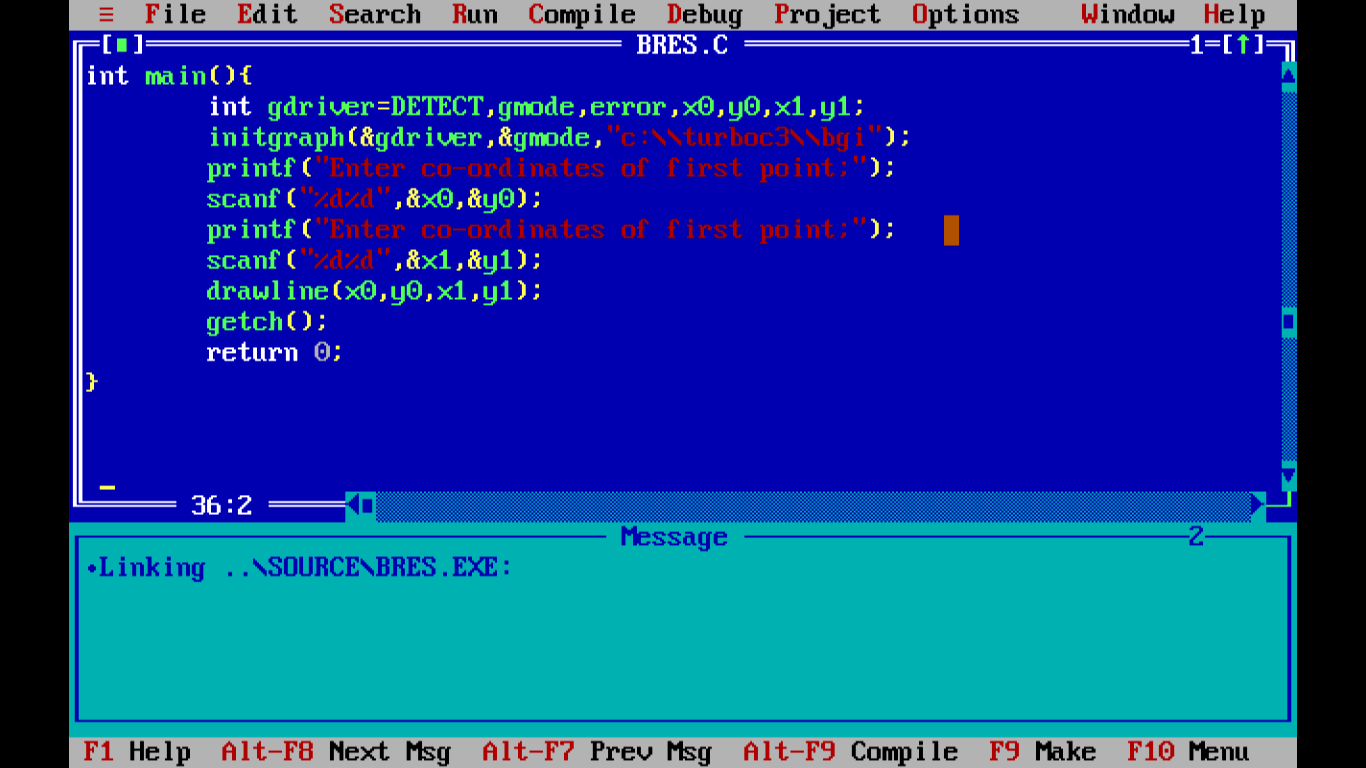 ≡ File Edit Search Run Compile Debug Project Options Window Help
[■] BRES.C 1=[↑]
int main(){
int gdriver=DETECT,gmode,error,x0,y0,x1,y1;
initgraph(&gdriver,&gmode,"c:\\turboc3\\bgi");
printf("Enter co-ordinates of first point:");
scanf("%d%d",&x0,&y0);
printf("Enter co-ordinates of first point:");
scanf("%d%d",&x1,&y1);
drawline(x0,y0,x1,y1);
getch();
return 0;
}
36:2
Message 2
•Linking ..\SOURCE\BRES.EXE:
F1 Help Alt-F8 Next Msg Alt-F7 Prev Msg Alt-F9 Compile F9 Make F10 Menu